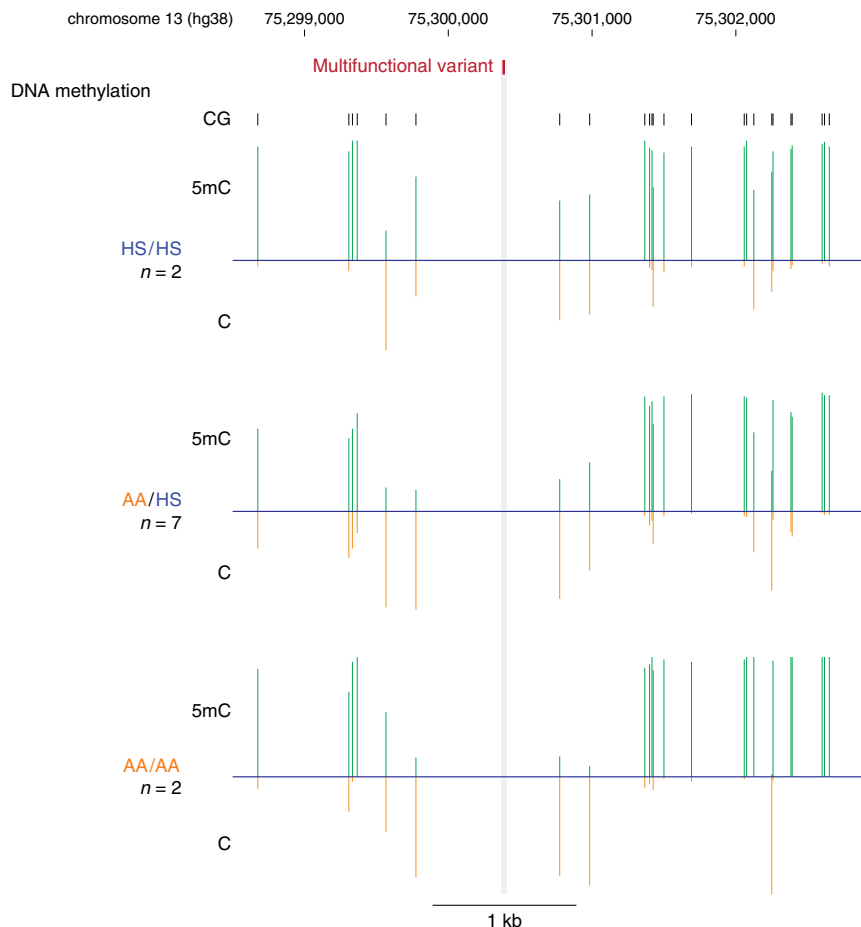 chromosome 13 (hg38) 75,299,000 75,300,000 75,301,000 75,302,000
Multifunctional variant
DNA methylation
CG
5mC
HS/HS
n = 2
C
5mC
AA/HS
n = 7
C
5mC
AA/AA
n = 2
C
1 kb